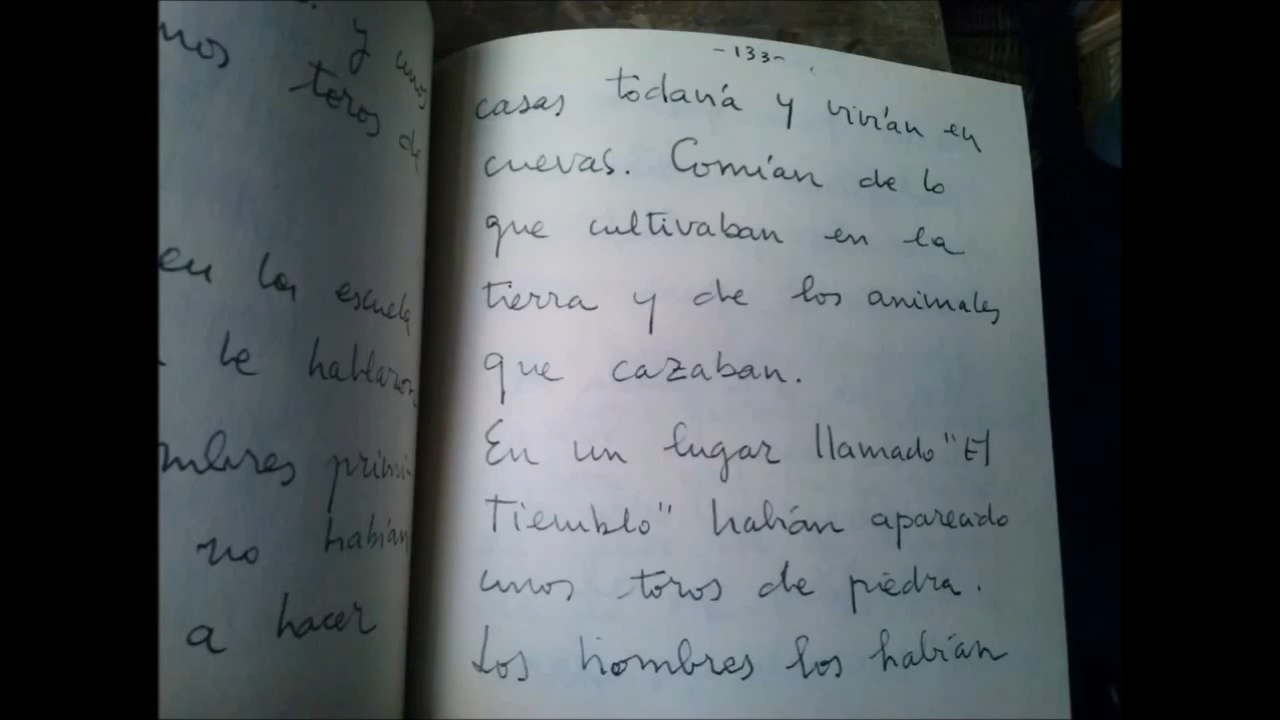 y unos
toros de
en la escuela
le hablaron
primi-
no habían
a hacer
-133-
casas todavía y vivían en
cuevas. Comían de lo
que cultivaban en la
tierra y de los animales
que cazaban.
En un lugar llamado "El
Tiemblo" habían aparecido
unos toros de piedra.
Los hombres los habían